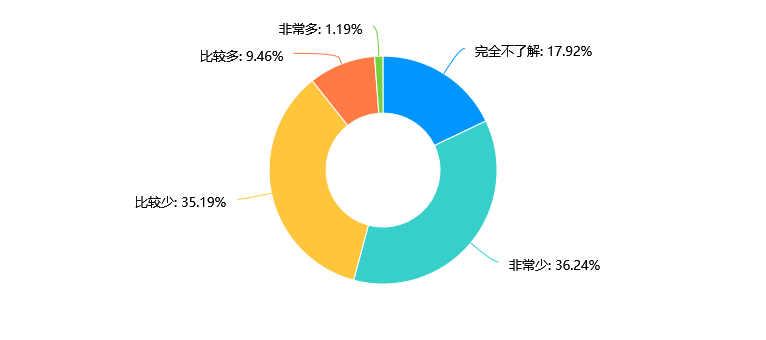 非常多: 1.19%
完全不了解: 17.92%
比较多: 9.46%
比较少: 35.19%
非常少: 36.24%